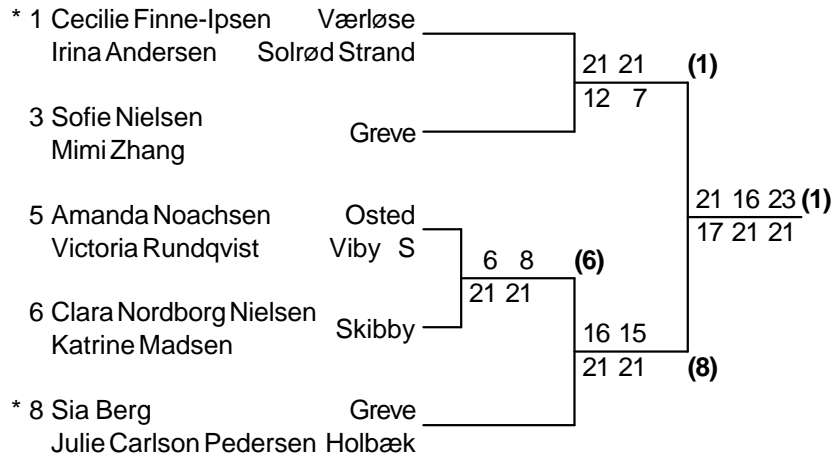 * 1 Cecilie Finne-Ipsen Værløse
Irina Andersen Solrød Strand
21 21 (1)
12 7
3 Sofie Nielsen
Mimi Zhang
Greve
21 16 23 (1)
17 21 21
5 Amanda Noachsen Osted
Victoria Rundqvist Viby S
6 8 (6)
21 21
6 Clara Nordborg Nielsen
Katrine Madsen
Skibby
16 15
21 21 (8)
* 8 Sia Berg Greve
Julie Carlson Pedersen Holbæk